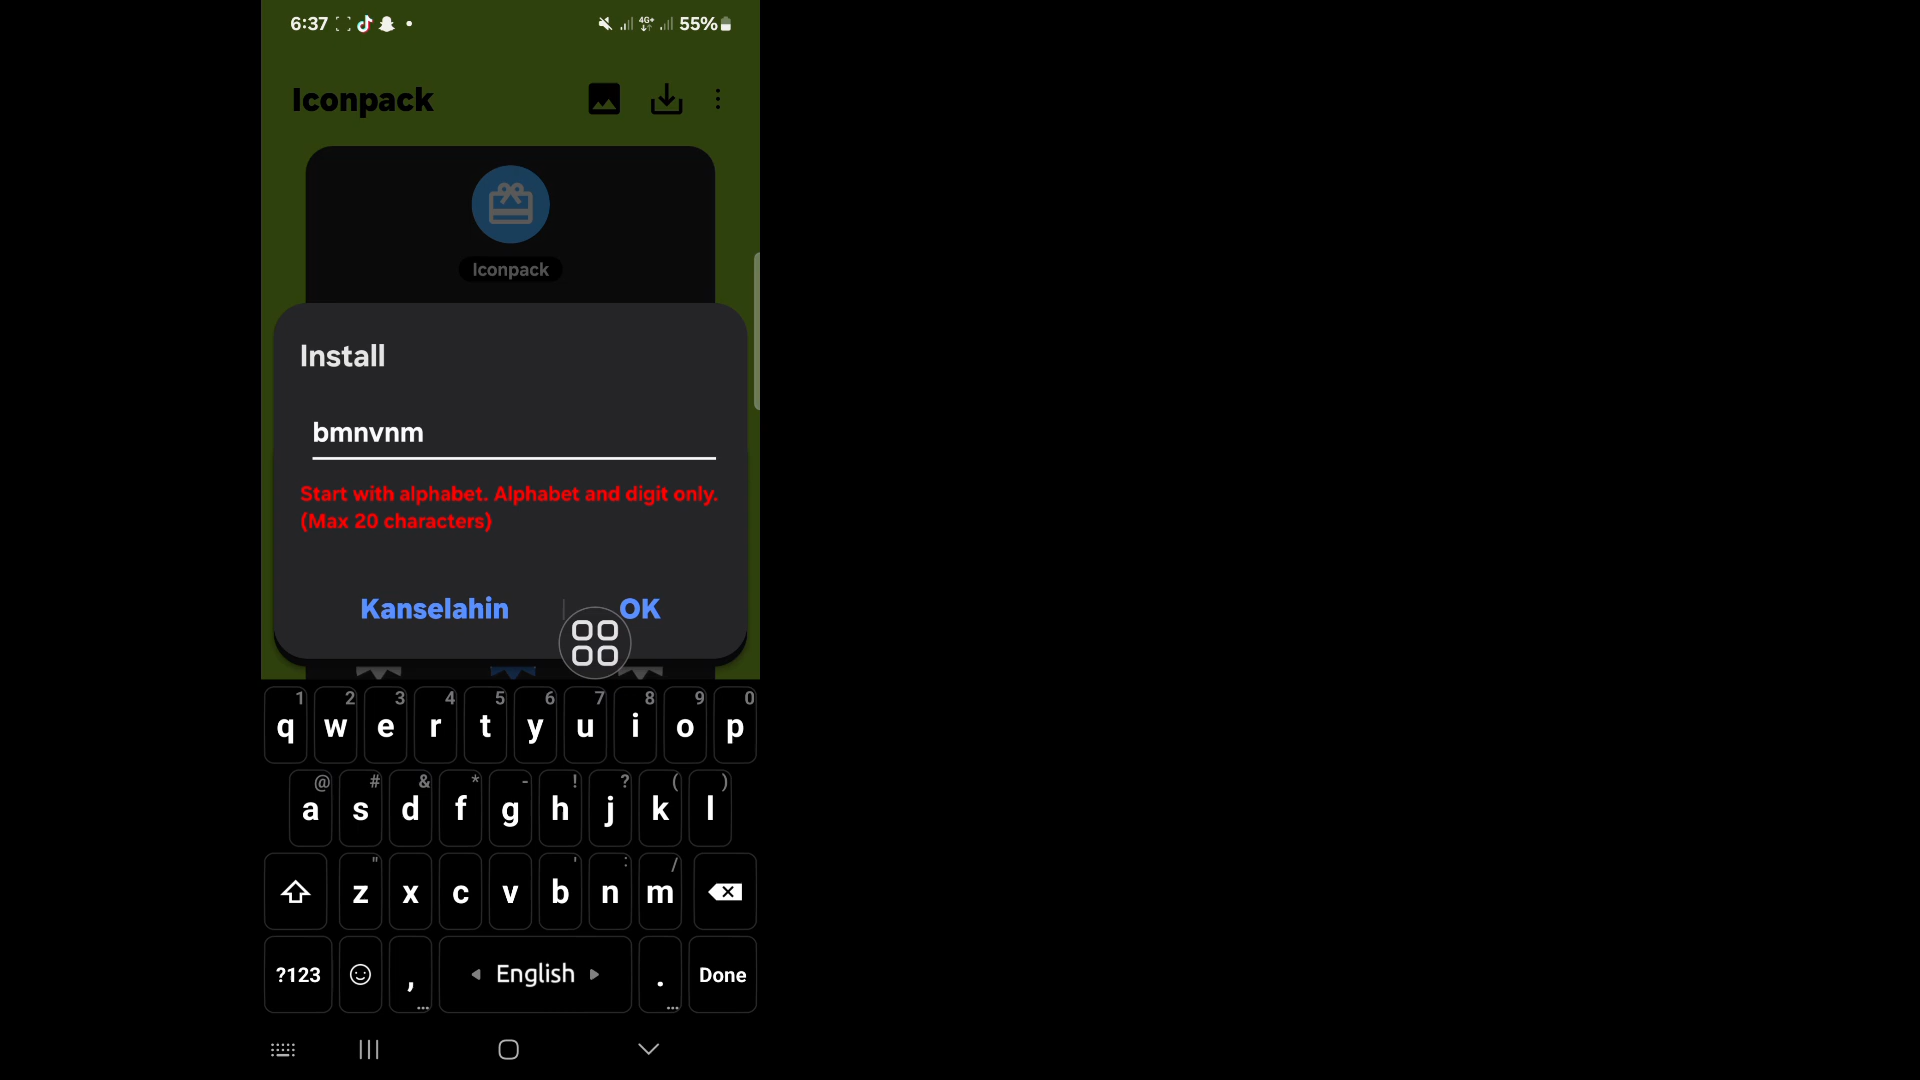 6:37 4G+ 55%
Iconpack
Iconpack
Install
bmnvnm
Start with alphabet. Alphabet and digit only.
(Max 20 characters)
Kanselahin OK
1 2 3 4 5 6 7 8 9 0
q w e r t y u i o p
@ # & * - ! ? ( )
a s d f g h j k l
" ' : /
z x c v b n m
?123 , English . Done